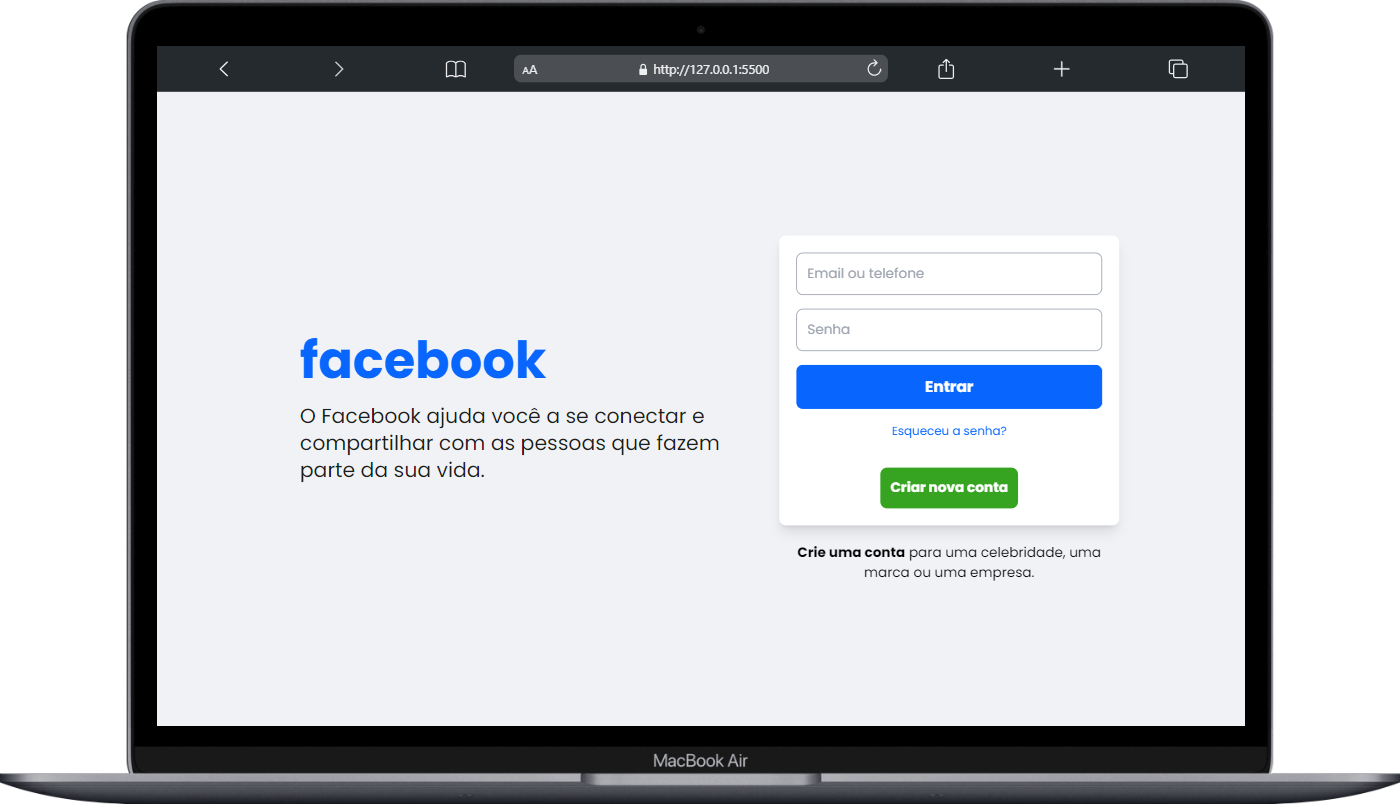 AA http://127.0.0.1:5500
facebook
O Facebook ajuda você a se conectar e
compartilhar com as pessoas que fazem
parte da sua vida.
Email ou telefone
Senha
Entrar
Esqueceu a senha?
Criar nova conta
Crie uma conta para uma celebridade, uma
marca ou uma empresa.
MacBook Air